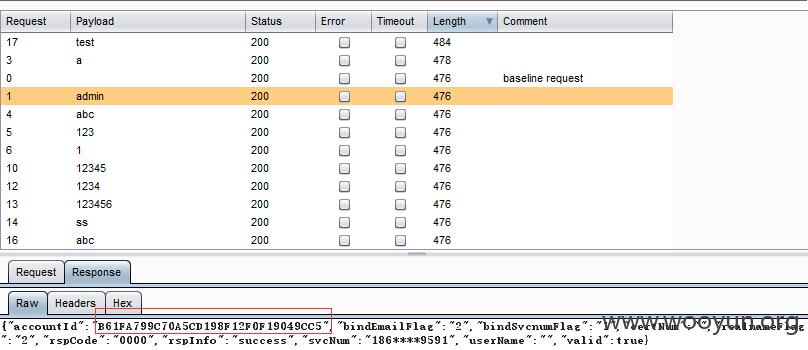 Request Payload Status Error Timeout Length Comment
17 test 200 484
3 a 200 478
0 200 476 baseline request
1 admin 200 476
4 abc 200 476
5 123 200 476
6 1 200 476
10 12345 200 476
12 1234 200 476
13 123456 200 476
14 ss 200 476
16 abc 200 476
Request Response
Raw Headers Hex
www.wooyun.org
{"accountId":"B61FA799C70A5CD198F12F0F19049CC5","bindEmailFlag":"2","bindSvcnumFlag":
:"2","rspCode":"0000","rspInfo":"success","svcNum":"186****9591","userName":"","valid":true}